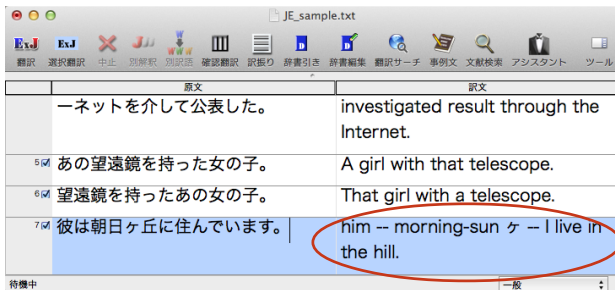 JE_sample.txt
ExJ ExJ JJ
翻訳 選択翻訳 中止 別解釈 別訳語 確認翻訳 訳振り 辞書引き 辞書編集 翻訳サーチ 事例文 文献検索 アシスタント ツール
原文 訳文
ーネットを介して公表した。 investigated result through the
Internet.
5 あの望遠鏡を持った女の子。 A girl with that telescope.
6 望遠鏡を持ったあの女の子。 That girl with a telescope.
7 彼は朝日ヶ丘に住んでいます。 him -- morning-sun ヶ -- I live in
the hill.
待機中 一般